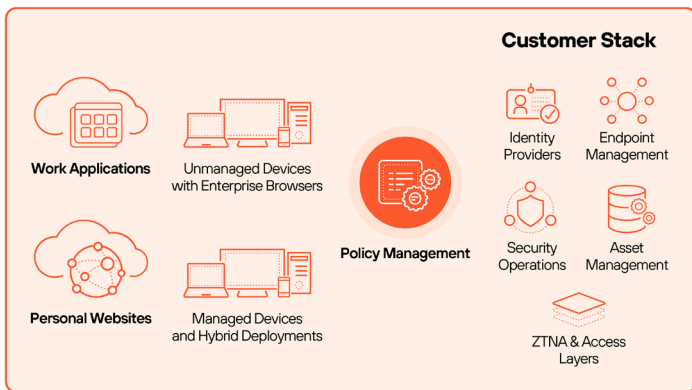 Customer Stack
Work Applications
Unmanaged Devices
with Enterprise Browsers
Personal Websites
Managed Devices
and Hybrid Deployments
Policy Management
Identity
Providers
Endpoint
Management
Security
Operations
Asset
Management
ZTNA & Access
Layers